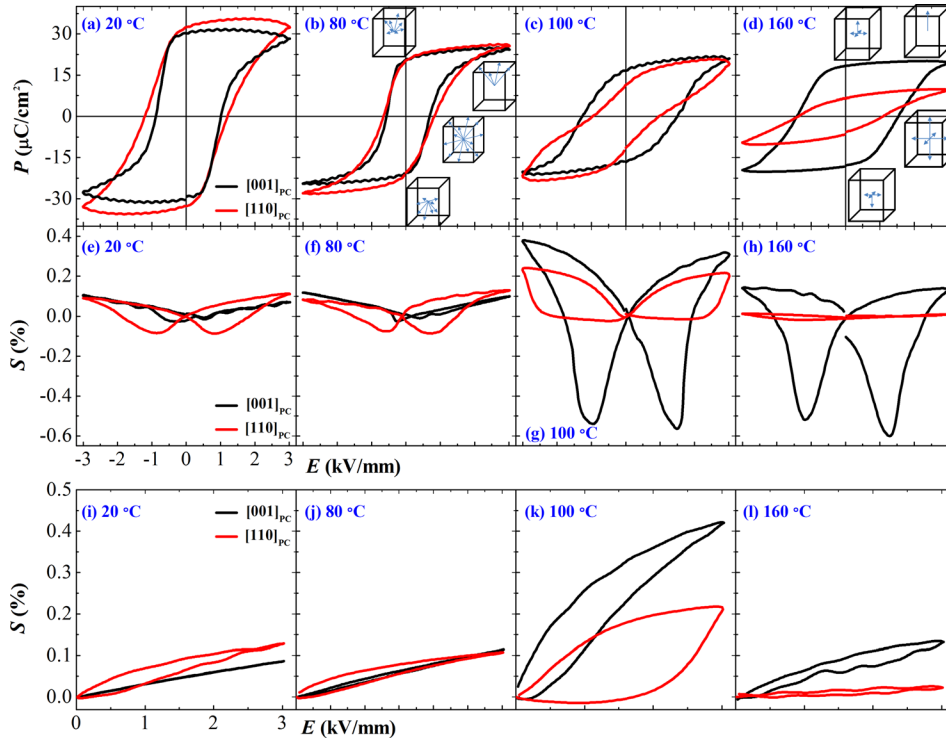 (a) 20 °C
(b) 80 °C
(c) 100 °C
(d) 160 °C
30
15
0
-15
-30
P (μC/cm²)
[001]PC
[110]PC
(e) 20 °C
(f) 80 °C
(h) 160 °C
0.4
0.2
0.0
-0.2
-0.4
-0.6
S (%)
[001]PC
[110]PC
(g) 100 °C
-3 -2 -1 0 1 2 3
E (kV/mm)
(i) 20 °C
(j) 80 °C
(k) 100 °C
(l) 160 °C
0.5
0.4
0.3
0.2
0.1
0.0
S (%)
[001]PC
[110]PC
0 1 2 3
E (kV/mm)